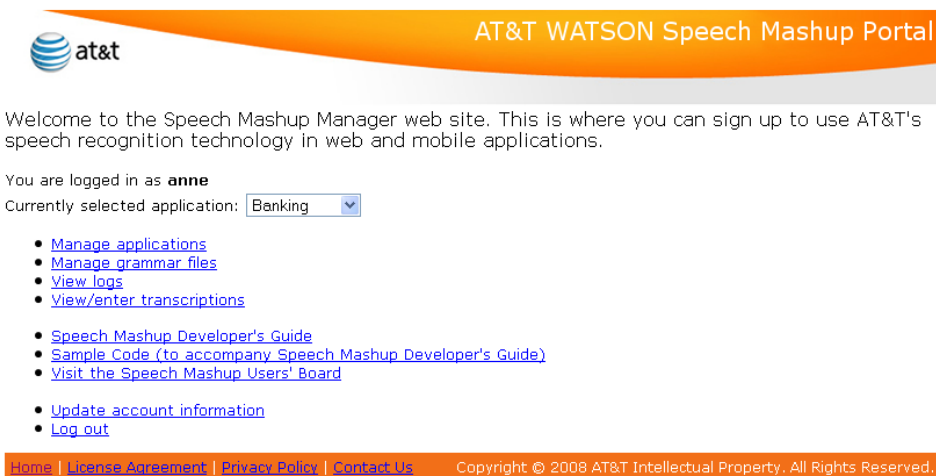 AT&T WATSON Speech Mashup Portal
at&t
Welcome to the Speech Mashup Manager web site. This is where you can sign up to use AT&T's
speech recognition technology in web and mobile applications.
You are logged in as anne
Currently selected application: Banking
• Manage applications
• Manage grammar files
• View logs
• View/enter transcriptions
• Speech Mashup Developer's Guide
• Sample Code (to accompany Speech Mashup Developer's Guide)
• Visit the Speech Mashup Users' Board
• Update account information
• Log out
Home | License Agreement | Privacy Policy | Contact Us Copyright © 2008 AT&T Intellectual Property. All Rights Reserved.